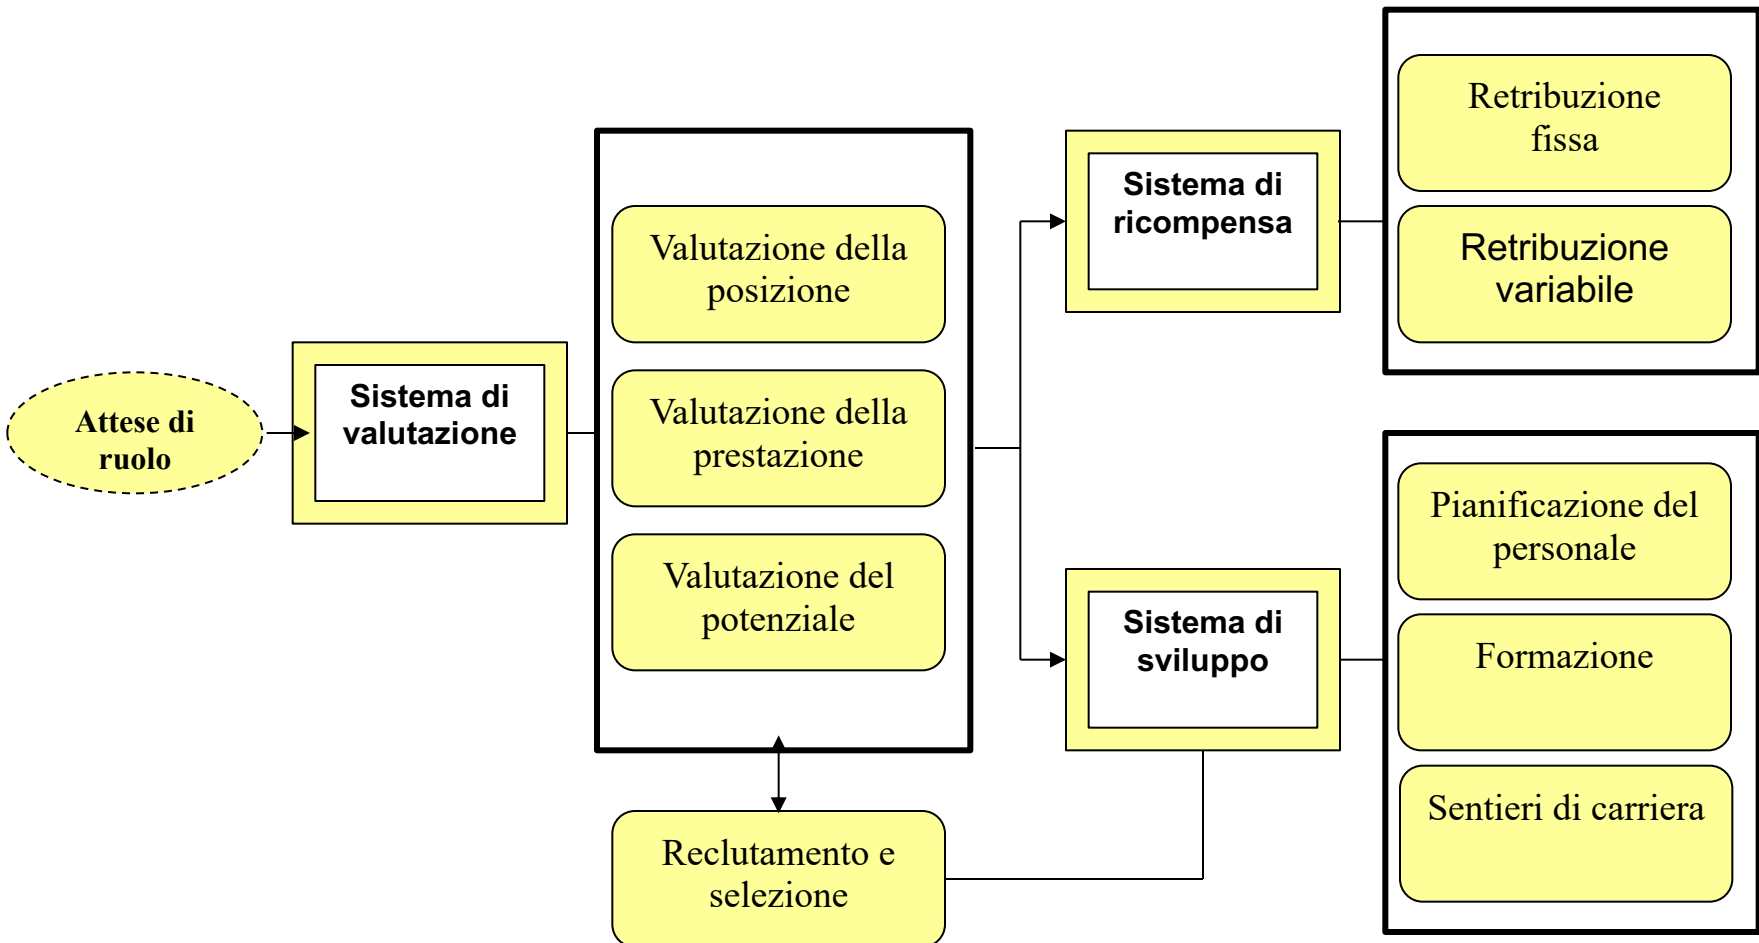 Attese di
ruolo
Sistema di
valutazione
Valutazione della
posizione
Valutazione della
prestazione
Valutazione del
potenziale
Reclutamento e
selezione
Sistema di
ricompensa
Retribuzione
fissa
Retribuzione
variabile
Sistema di
sviluppo
Pianificazione del
personale
Formazione
Sentieri di carriera